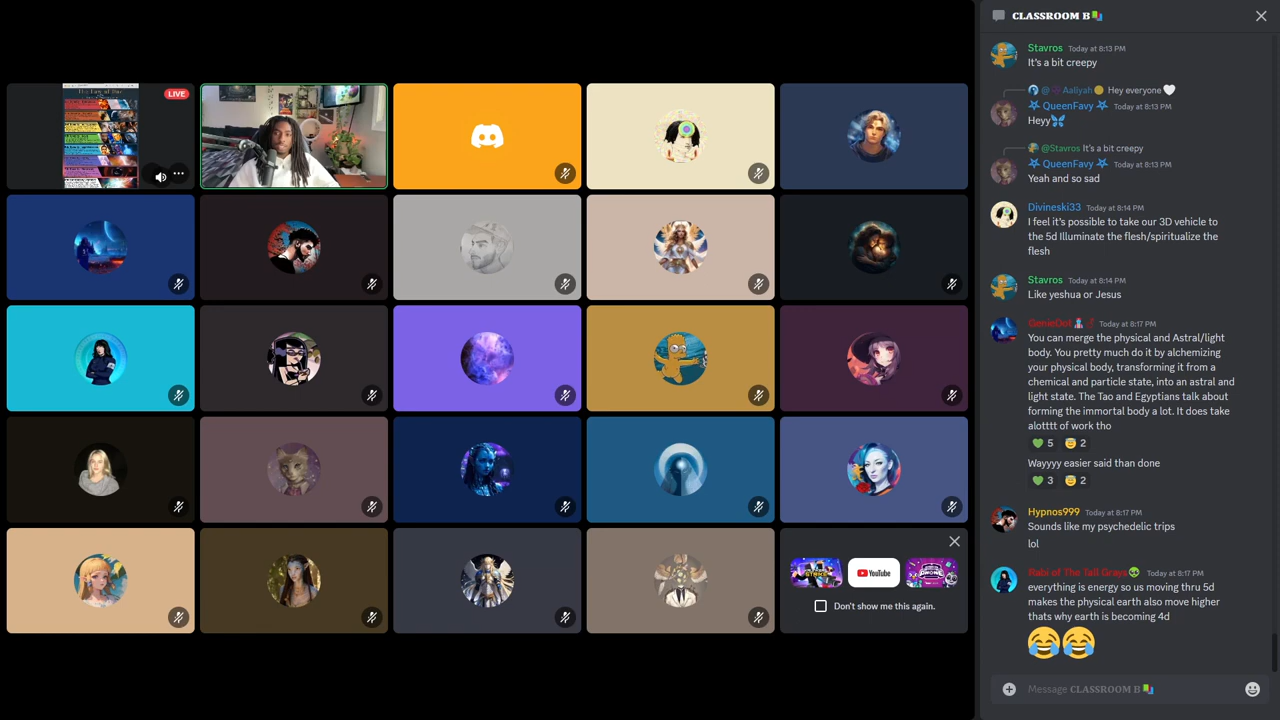 LIVE
YouTube
Don't show me this again.
CLASSROOM B
Stavros Today at 8:13 PM
It's a bit creepy
@ Aaliyah Hey everyone
QueenFavy Today at 8:13 PM
Heyy
@Stavros It's a bit creepy
QueenFavy Today at 8:14 PM
Yeah and so sad
Divineski33 Today at 8:14 PM
I feel it's possible to take our 3D vehicle to
the 5d Illuminate the flesh/spiritualize the
flesh
Stavros Today at 8:14 PM
Like yeshua or Jesus
GenieDot Today at 8:17 PM
You can merge the physical and Astral/light
body. You pretty much do it by alchemizing
your physical body, transforming it from a
chemical and particle state, into an astral and
light state. The Tao and Egyptians talk about
forming the immortal body a lot. It does take
alotttt of work tho
5 2
Wayyyy easier said than done
3 2
Hypnos999 Today at 8:17 PM
Sounds like my psychedelic trips
lol
Rabi of The Tall Grays Today at 8:17 PM
everything is energy so us moving thru 5d
makes the physical earth also move higher
thats why earth is becoming 4d
Message CLASSROOM B